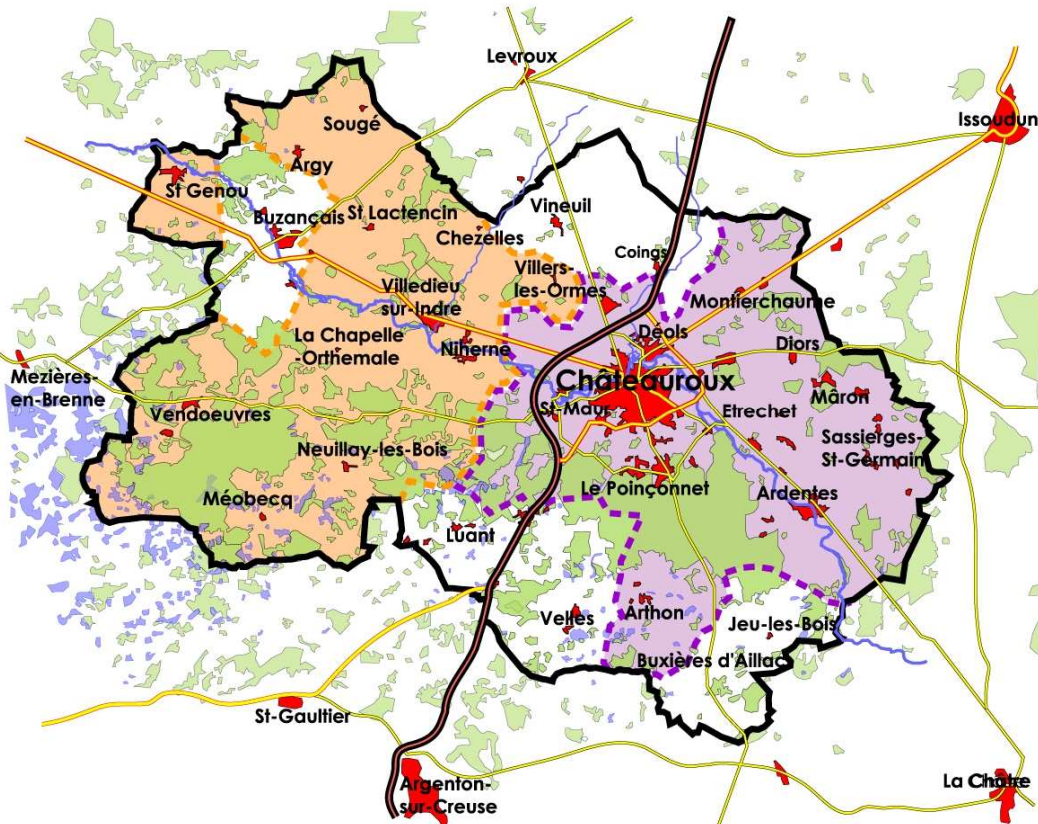 Levroux
Issoudun
Sougé
Argy
St Genou
Buzançais
St Lactencin
Vineuil
Chezelles
Coings
Villers-
les-Ormes
Villedieu
sur-Indre
Montierchaume
La Chapelle
-Orthemale
Niherne
Déols
Diors
Mezières-
en-Brenne
Châteauroux
Mâron
Vendoeuvres
St-Maur
Etrechet
Sassierges-
St-Germain
Neuillay-les-Bois
Le Poinçonnet
Méobecq
Ardentes
Luant
Velles
Arthon
Jeu-les-Bois
Buxières d'Aillac
St-Gaultier
Argenton-
sur-Creuse
La Chatre